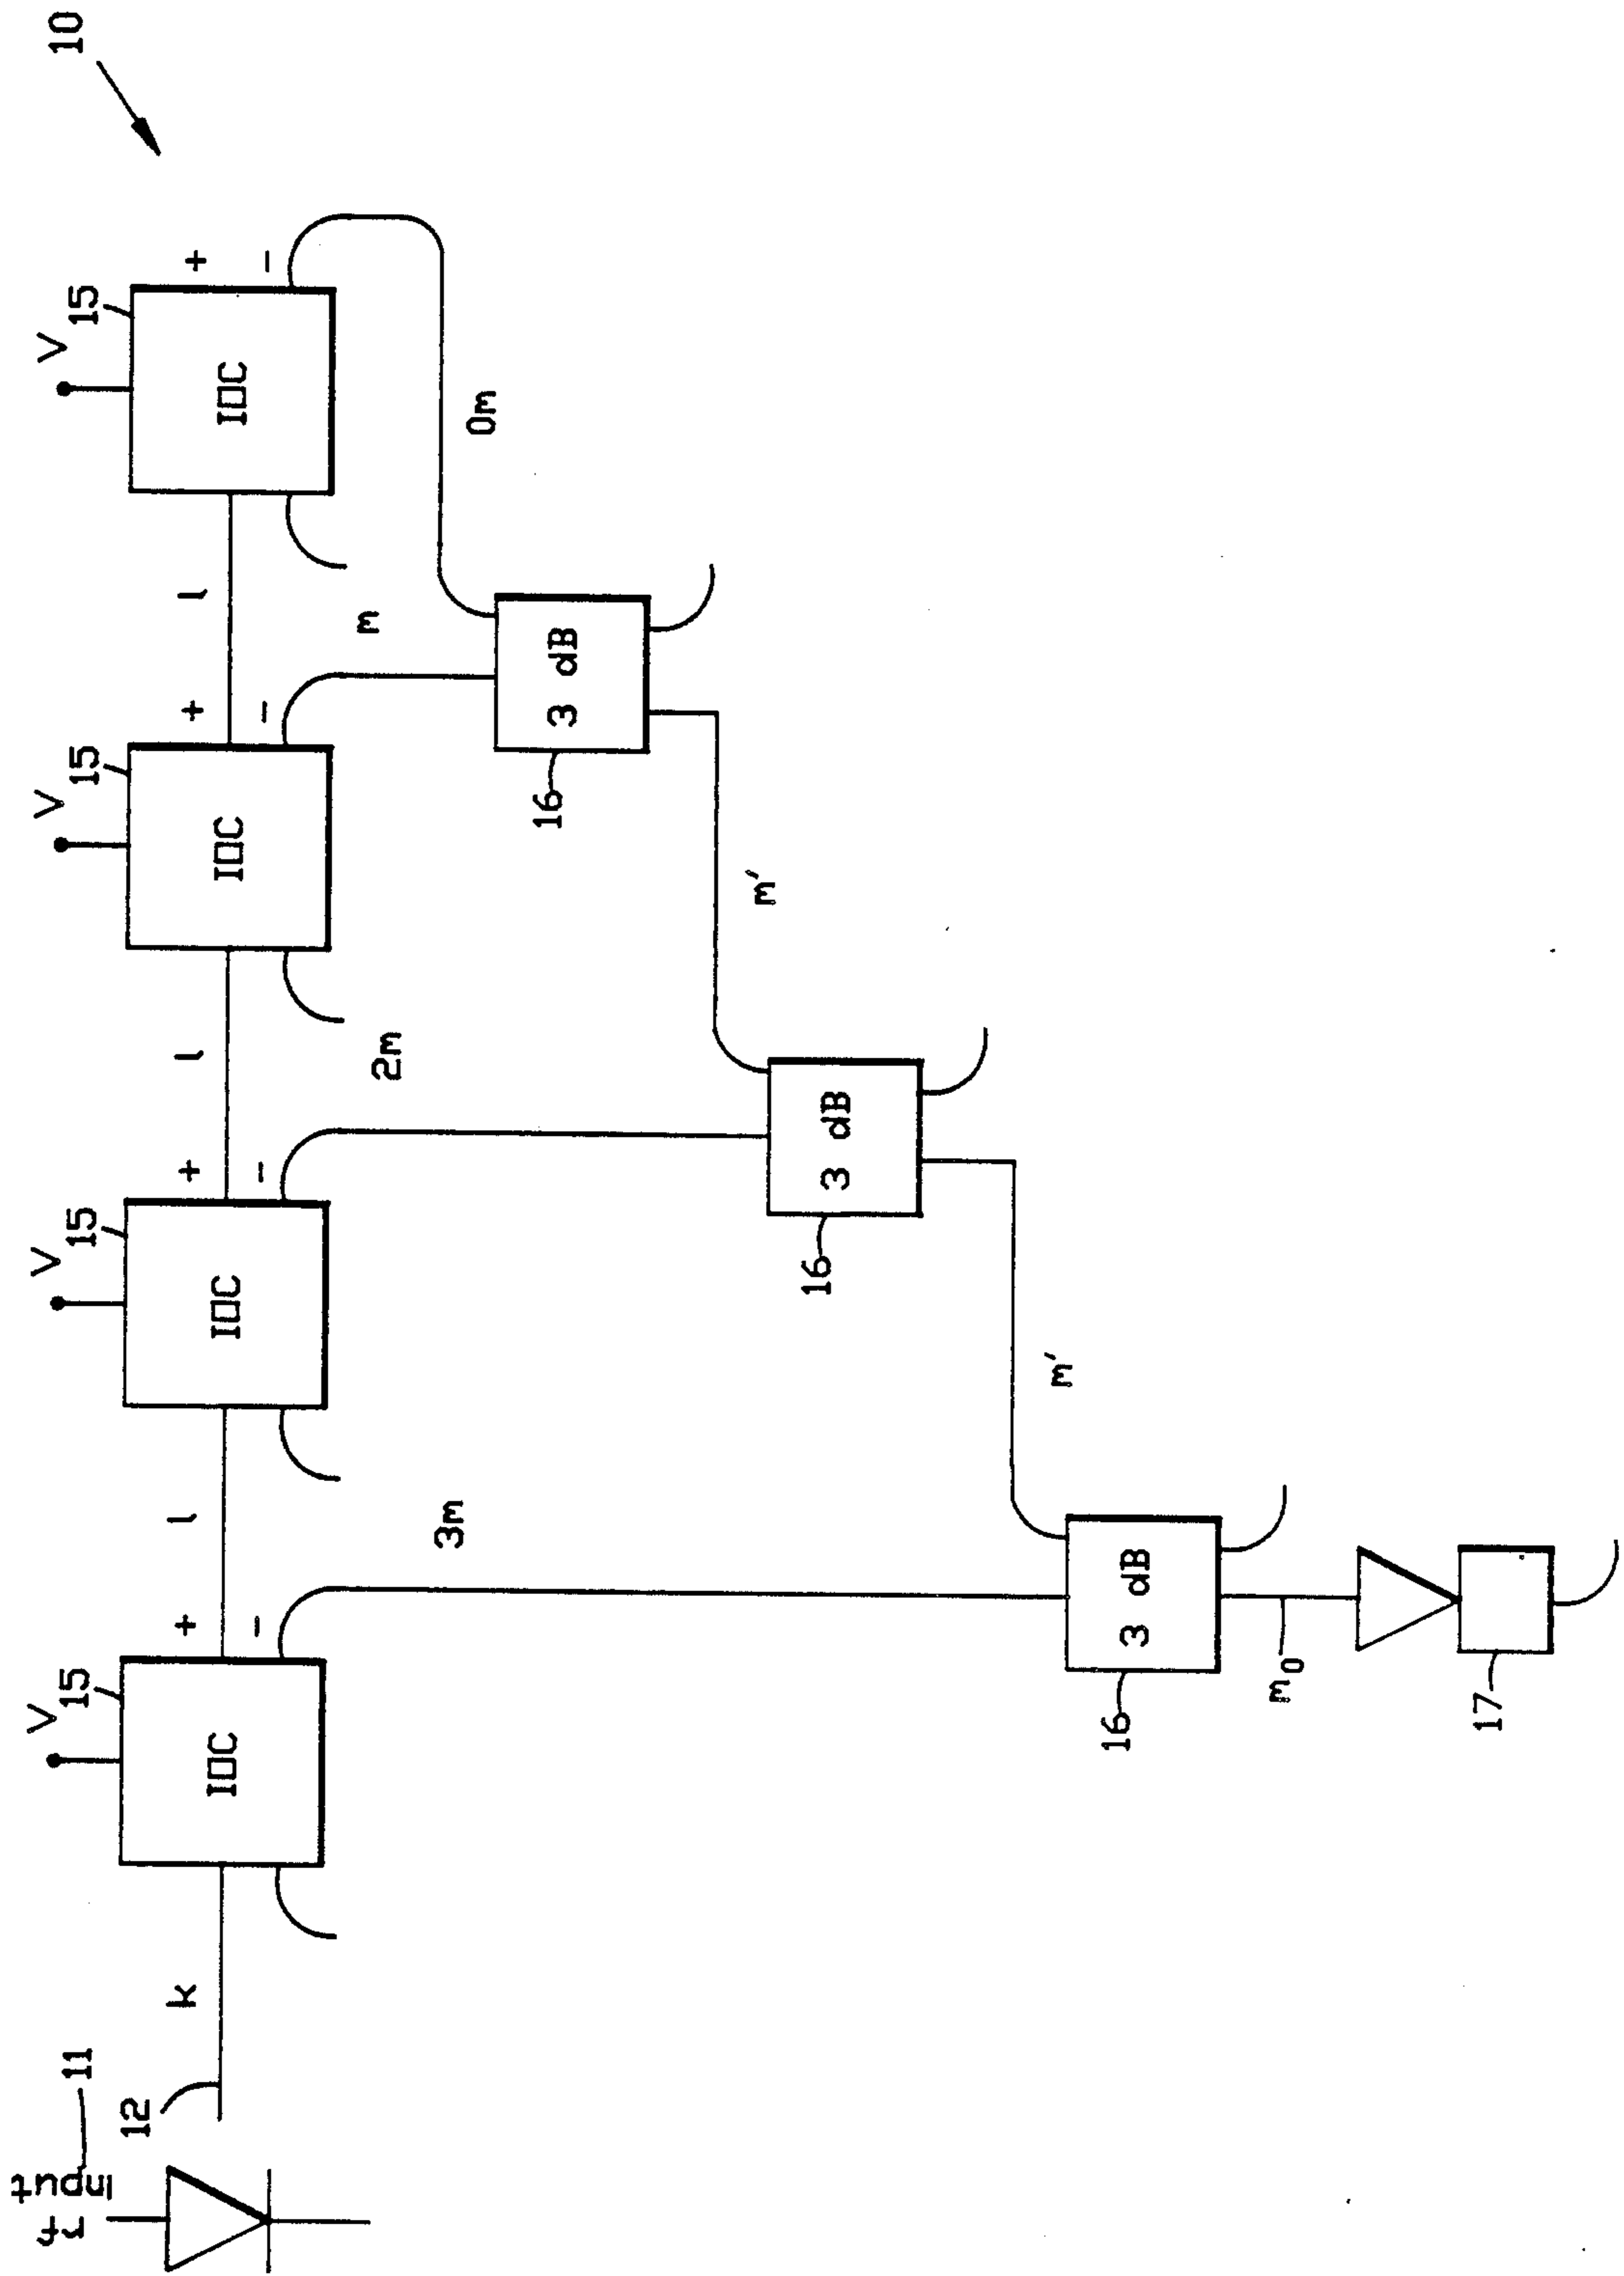 rf input
11
V
V
V
V
15
15
15
15
10
12
k
l
l
l
+
+
+
+
IOC
IOC
IOC
IOC
-
-
-
-
3m
2m
m
0m
16
3 dB
m'
16
3 dB
m'
16
3 dB
m0
17